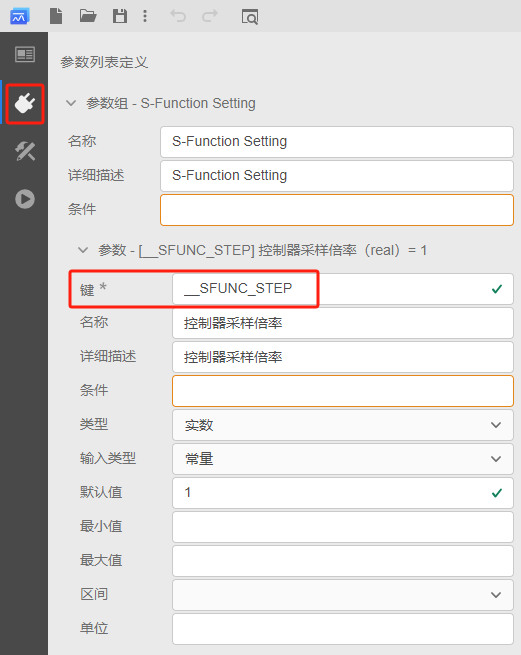 参数列表定义
参数组 - S-Function Setting
名称 S-Function Setting
详细描述 S-Function Setting
条件
参数 - [__SFUNC_STEP] 控制器采样倍率（real）= 1
键 * __SFUNC_STEP
名称 控制器采样倍率
详细描述 控制器采样倍率
条件
类型 实数
输入类型 常量
默认值 1
最小值
最大值
区间
单位